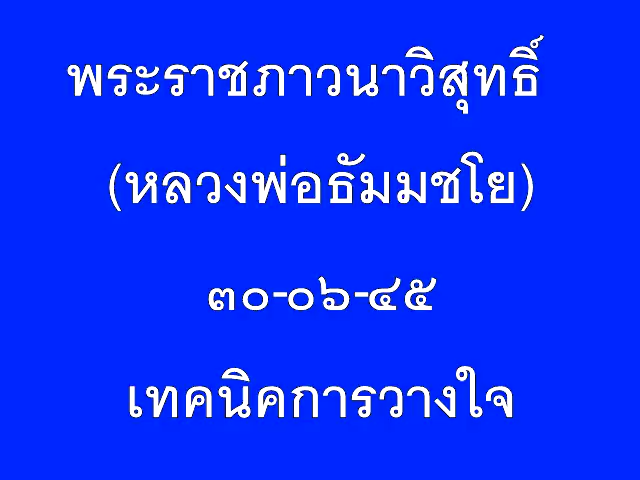 พระราชภาวนาวิสุทธิ์
(หลวงพ่อธัมมชโย)
๓๐-๐๖-๔๕
เทคนิคการวางใจ